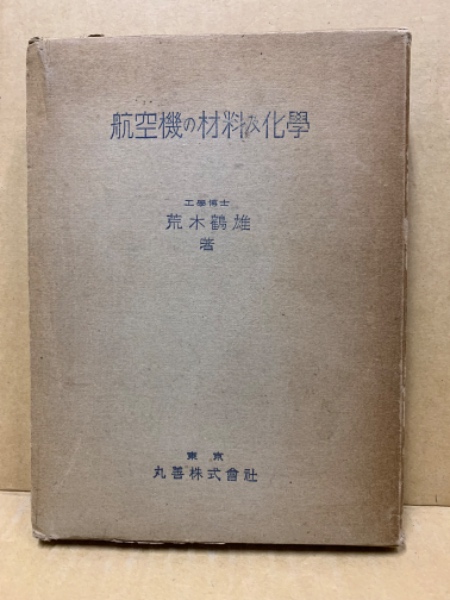 航空機の材料及化學
工學博士
荒木鶴雄
著
東京
丸善株式會社